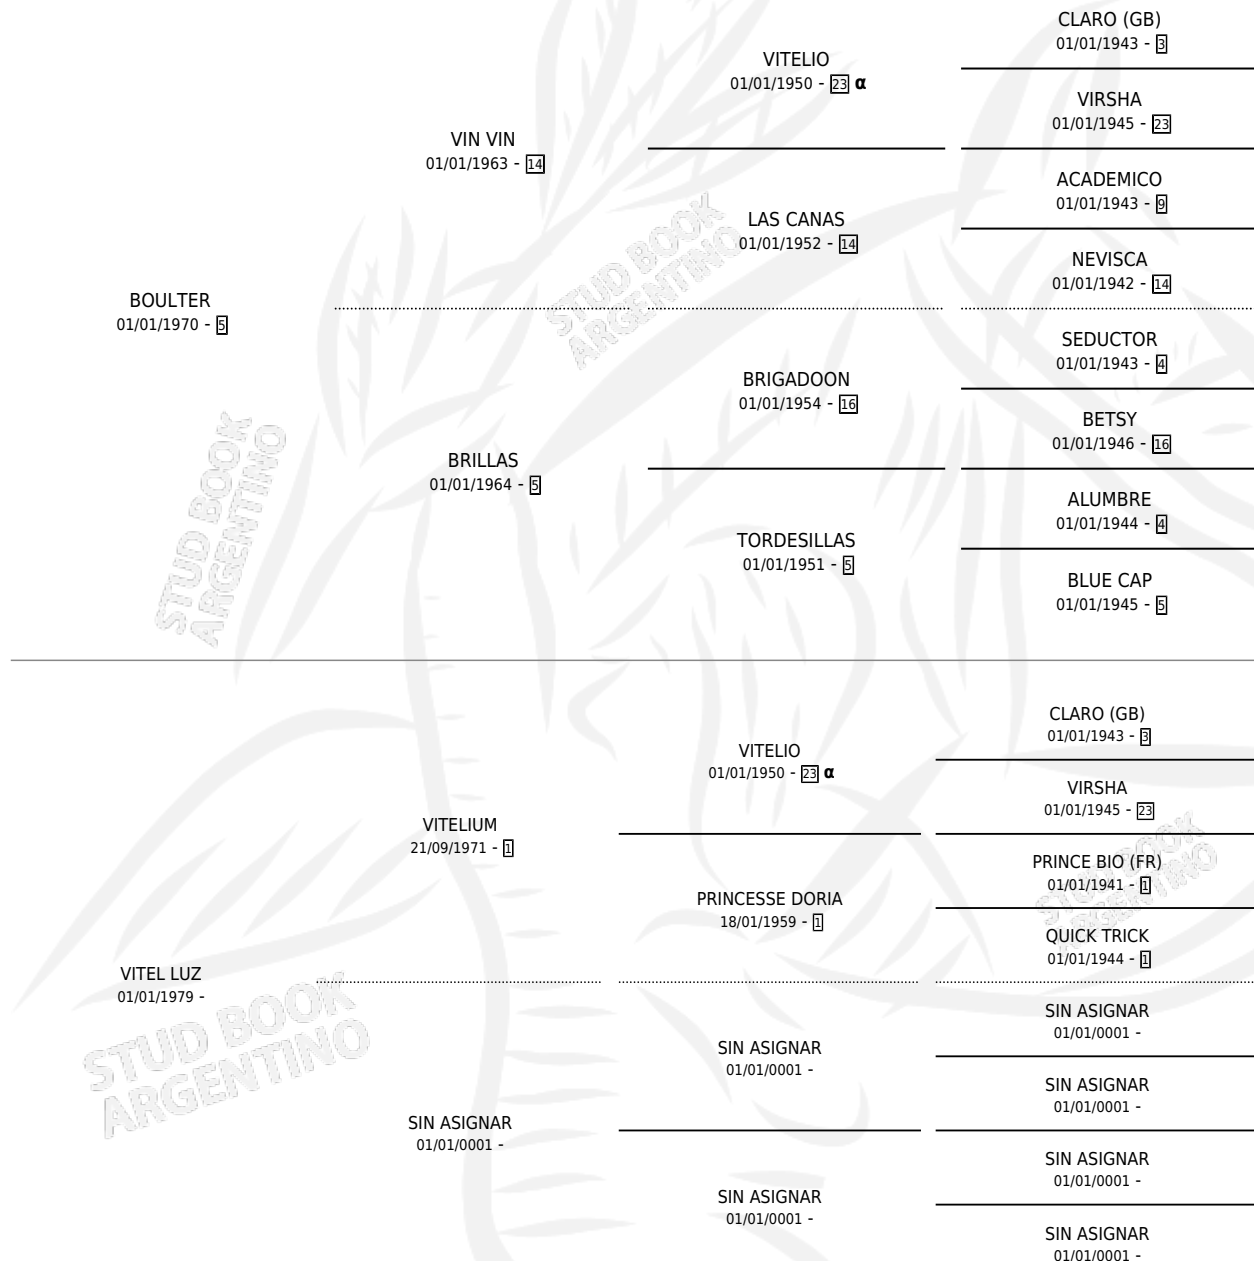 CLARO (GB)
01/01/1943 - 3
VITELIO
01/01/1950 - 23 α
VIRSHA
01/01/1945 - 23
VIN VIN
01/01/1963 - 14
ACADEMICO
01/01/1943 - 9
LAS CANAS
01/01/1952 - 14
NEVISCA
01/01/1942 - 14
BOULTER
01/01/1970 - 5
SEDUCTOR
01/01/1943 - 4
BRIGADOON
01/01/1954 - 16
BETSY
01/01/1946 - 16
BRILLAS
01/01/1964 - 5
ALUMBRE
01/01/1944 - 4
TORDESILLAS
01/01/1951 - 5
BLUE CAP
01/01/1945 - 5
CLARO (GB)
01/01/1943 - 3
VITELIO
01/01/1950 - 23 α
VIRSHA
01/01/1945 - 23
VITELIUM
21/09/1971 - 1
PRINCE BIO (FR)
01/01/1941 - 1
PRINCESSE DORIA
18/01/1959 - 1
QUICK TRICK
01/01/1944 - 1
VITEL LUZ
01/01/1979 -
SIN ASIGNAR
01/01/0001 -
SIN ASIGNAR
01/01/0001 -
SIN ASIGNAR
01/01/0001 -
SIN ASIGNAR
01/01/0001 -
SIN ASIGNAR
01/01/0001 -
SIN ASIGNAR
01/01/0001 -
SIN ASIGNAR
01/01/0001 -
STUD BOOK
ARGENTINO
STUD BOOK
ARGENTINO
STUD BOOK
ARGENTINO
STUD BOOK
ARGENTINO